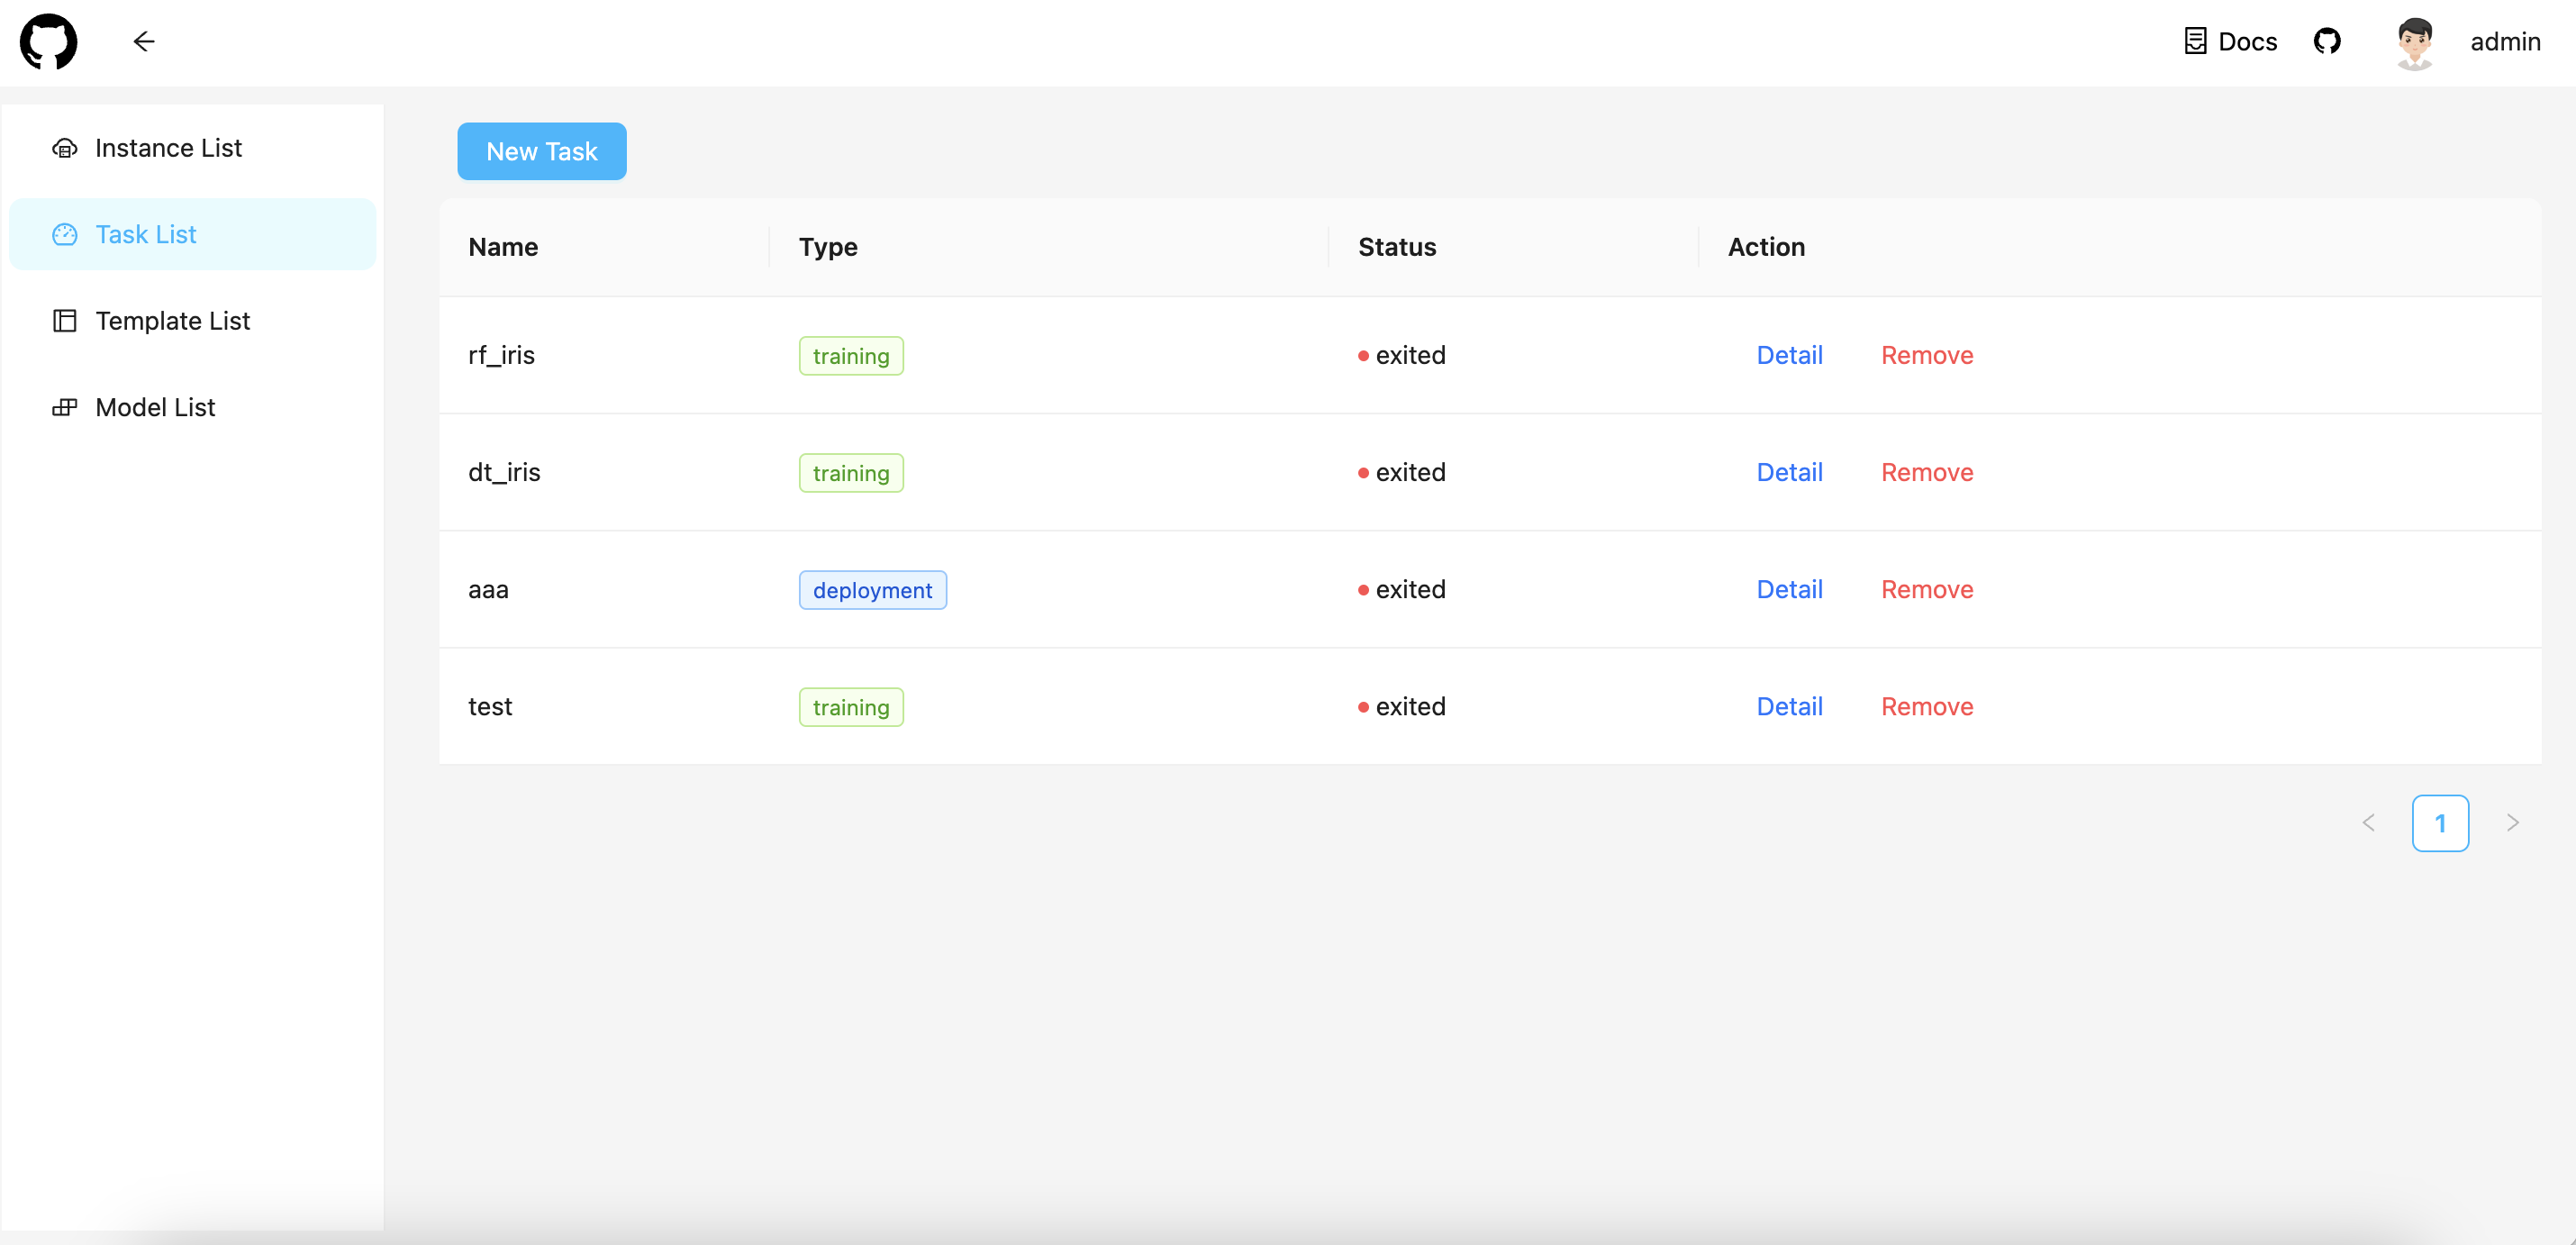 Docs admin
Instance List
Task List
Template List
Model List
New Task
Name Type Status Action
rf_iris training exited Detail Remove
dt_iris training exited Detail Remove
aaa deployment exited Detail Remove
test training exited Detail Remove
1